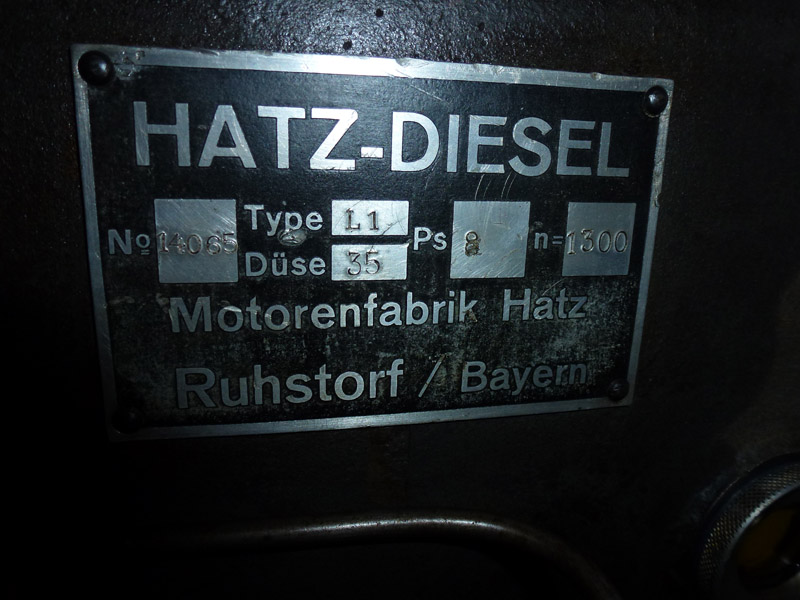 HATZ-DIESEL
No 14065 Type L1 Ps 8 n= 1300
Düse 35
Motorenfabrik Hatz
Ruhstorf / Bayern